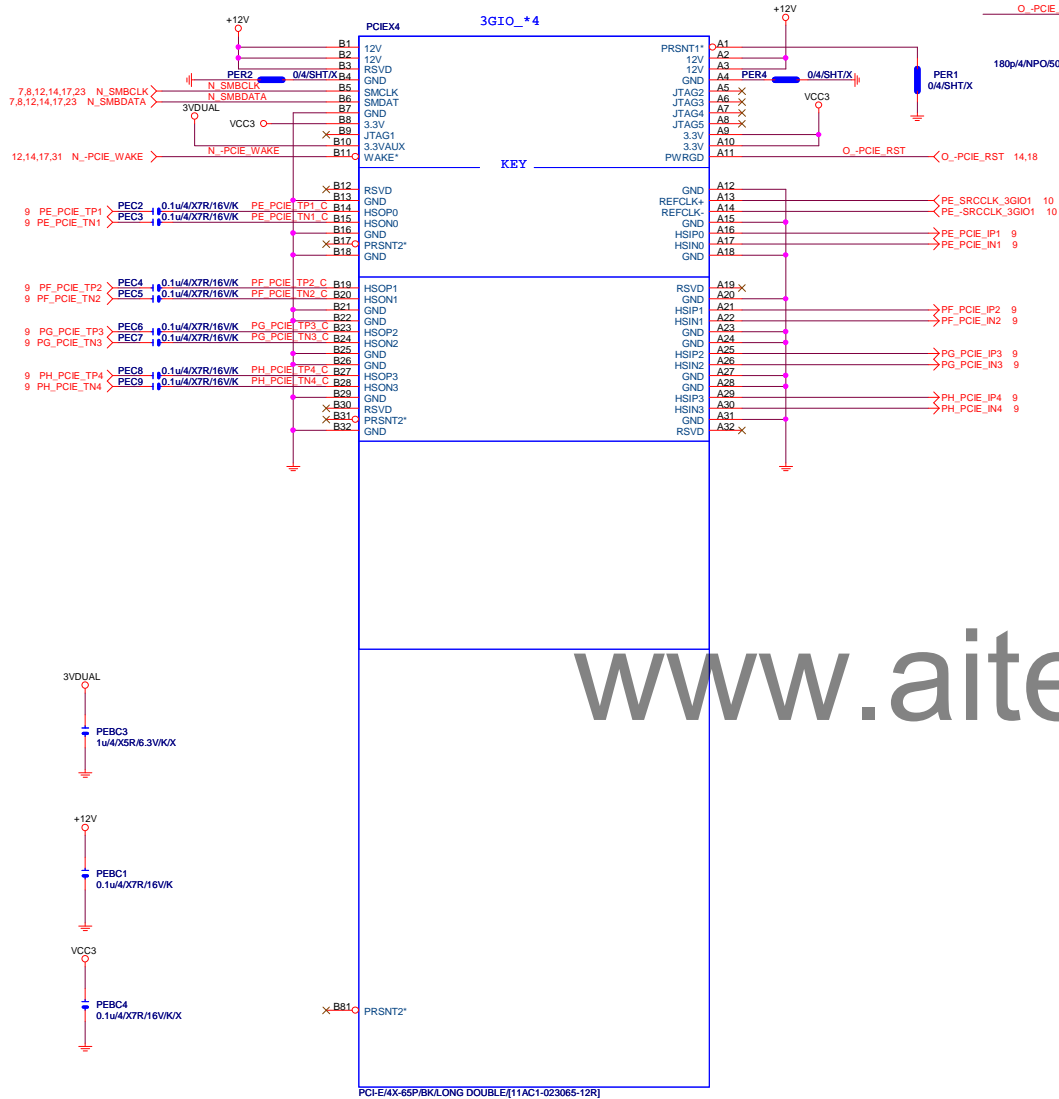 3GIO_*4
O_-PCIE_
+12V
PCIEX4
+12V
B1 12V
B2 12V
B3 RSVD
PER2 0/4/SHT/X B4 GND
7,8,12,14,17,23 N_SMBCLK N_SMBCLK B5 SMCLK
7,8,12,14,17,23 N_SMBDATA N_SMBDATA B6 SMDAT
3VDUAL B7 GND
VCC3 B8 3.3V
B9 JTAG1
B10 3.3VAUX
12,14,17,31 N_-PCIE_WAKE N_-PCIE_WAKE B11 WAKE*
PRSNT1* A1
12V A2
12V A3
GND A4 PER4 0/4/SHT/X
JTAG2 A5
JTAG3 A6
JTAG4 A7
JTAG5 A8
3.3V A9
3.3V A10
PWRGD A11 O_-PCIE_RST O_-PCIE_RST 14,18
VCC3
PER1
0/4/SHT/X
180p/4/NPO/50
KEY
B12 RSVD
B13 GND
9 PE_PCIE_TP1 PEC2 0.1u/4/X7R/16V/K PE_PCIE_TP1_C B14 HSOP0
9 PE_PCIE_TN1 PEC3 0.1u/4/X7R/16V/K PE_PCIE_TN1_C B15 HSON0
B16 GND
B17 PRSNT2*
B18 GND
GND A12
REFCLK+ A13 PE_SRCCLK_3GIO1 10
REFCLK- A14 PE_-SRCCLK_3GIO1 10
GND A15
HSIP0 A16 PE_PCIE_IP1 9
HSIN0 A17 PE_PCIE_IN1 9
GND A18
9 PF_PCIE_TP2 PEC4 0.1u/4/X7R/16V/K PF_PCIE_TP2_C B19 HSOP1
9 PF_PCIE_TN2 PEC5 0.1u/4/X7R/16V/K PF_PCIE_TN2_C B20 HSON1
B21 GND
B22 GND
9 PG_PCIE_TP3 PEC6 0.1u/4/X7R/16V/K PG_PCIE_TP3_C B23 HSOP2
9 PG_PCIE_TN3 PEC7 0.1u/4/X7R/16V/K PG_PCIE_TN3_C B24 HSON2
B25 GND
B26 GND
9 PH_PCIE_TP4 PEC8 0.1u/4/X7R/16V/K PH_PCIE_TP4_C B27 HSOP3
9 PH_PCIE_TN4 PEC9 0.1u/4/X7R/16V/K PH_PCIE_TN4_C B28 HSON3
B29 GND
B30 RSVD
B31 PRSNT2*
B32 GND
RSVD A19
GND A20
HSIP1 A21 PF_PCIE_IP2 9
HSIN1 A22 PF_PCIE_IN2 9
GND A23
GND A24
HSIP2 A25 PG_PCIE_IP3 9
HSIN2 A26 PG_PCIE_IN3 9
GND A27
GND A28
HSIP3 A29 PH_PCIE_IP4 9
HSIN3 A30 PH_PCIE_IN4 9
GND A31
RSVD A32
www.aite
3VDUAL
PEBC3
1u/4/X5R/6.3V/K/X
+12V
PEBC1
0.1u/4/X7R/16V/K
VCC3
PEBC4
0.1u/4/X7R/16V/K/X
B81 PRSNT2*
PCI-E/4X-65P/BK/LONG DOUBLE/[11AC1-023065-12R]